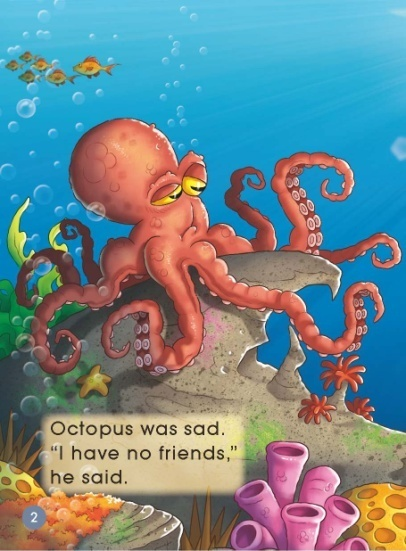 Octopus was sad.
“I have no friends,”
he said.
2